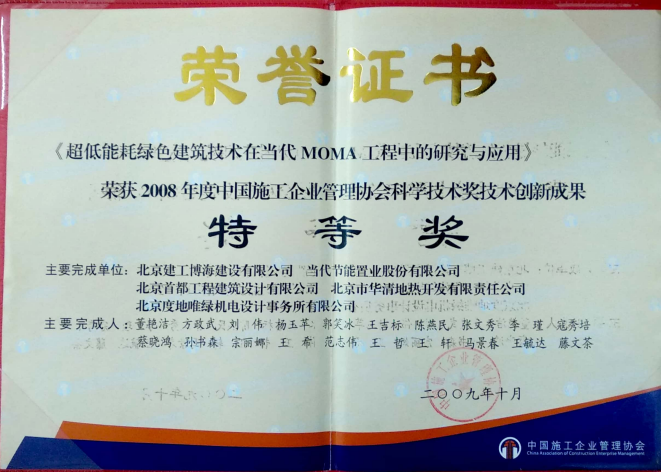 荣誉证书
《超低能耗绿色建筑技术在当代 MOMA 工程中的研究与应用》
荣获 2008 年度中国施工企业管理协会科学技术奖技术创新成果
特等奖
主要完成单位：北京建工博海建设有限公司 当代节能置业股份有限公司
北京首都工程建筑设计有限公司 北京市华清地热开发有限责任公司
北京度地唯绿机电设计事务所有限公司
主要完成人：董艳洁 方政武 刘伟 杨玉苹 郭笑冰 王吉标 陈燕民 张文秀 李瑾 寇秀培
蔡晓鸿 孙书森 宗丽娜 王希 范志伟 王哲 王轩 马景春 王毓达 藤文茶
二〇〇九年十月
中国施工企业管理协会
China Association of Construction Enterprise Management